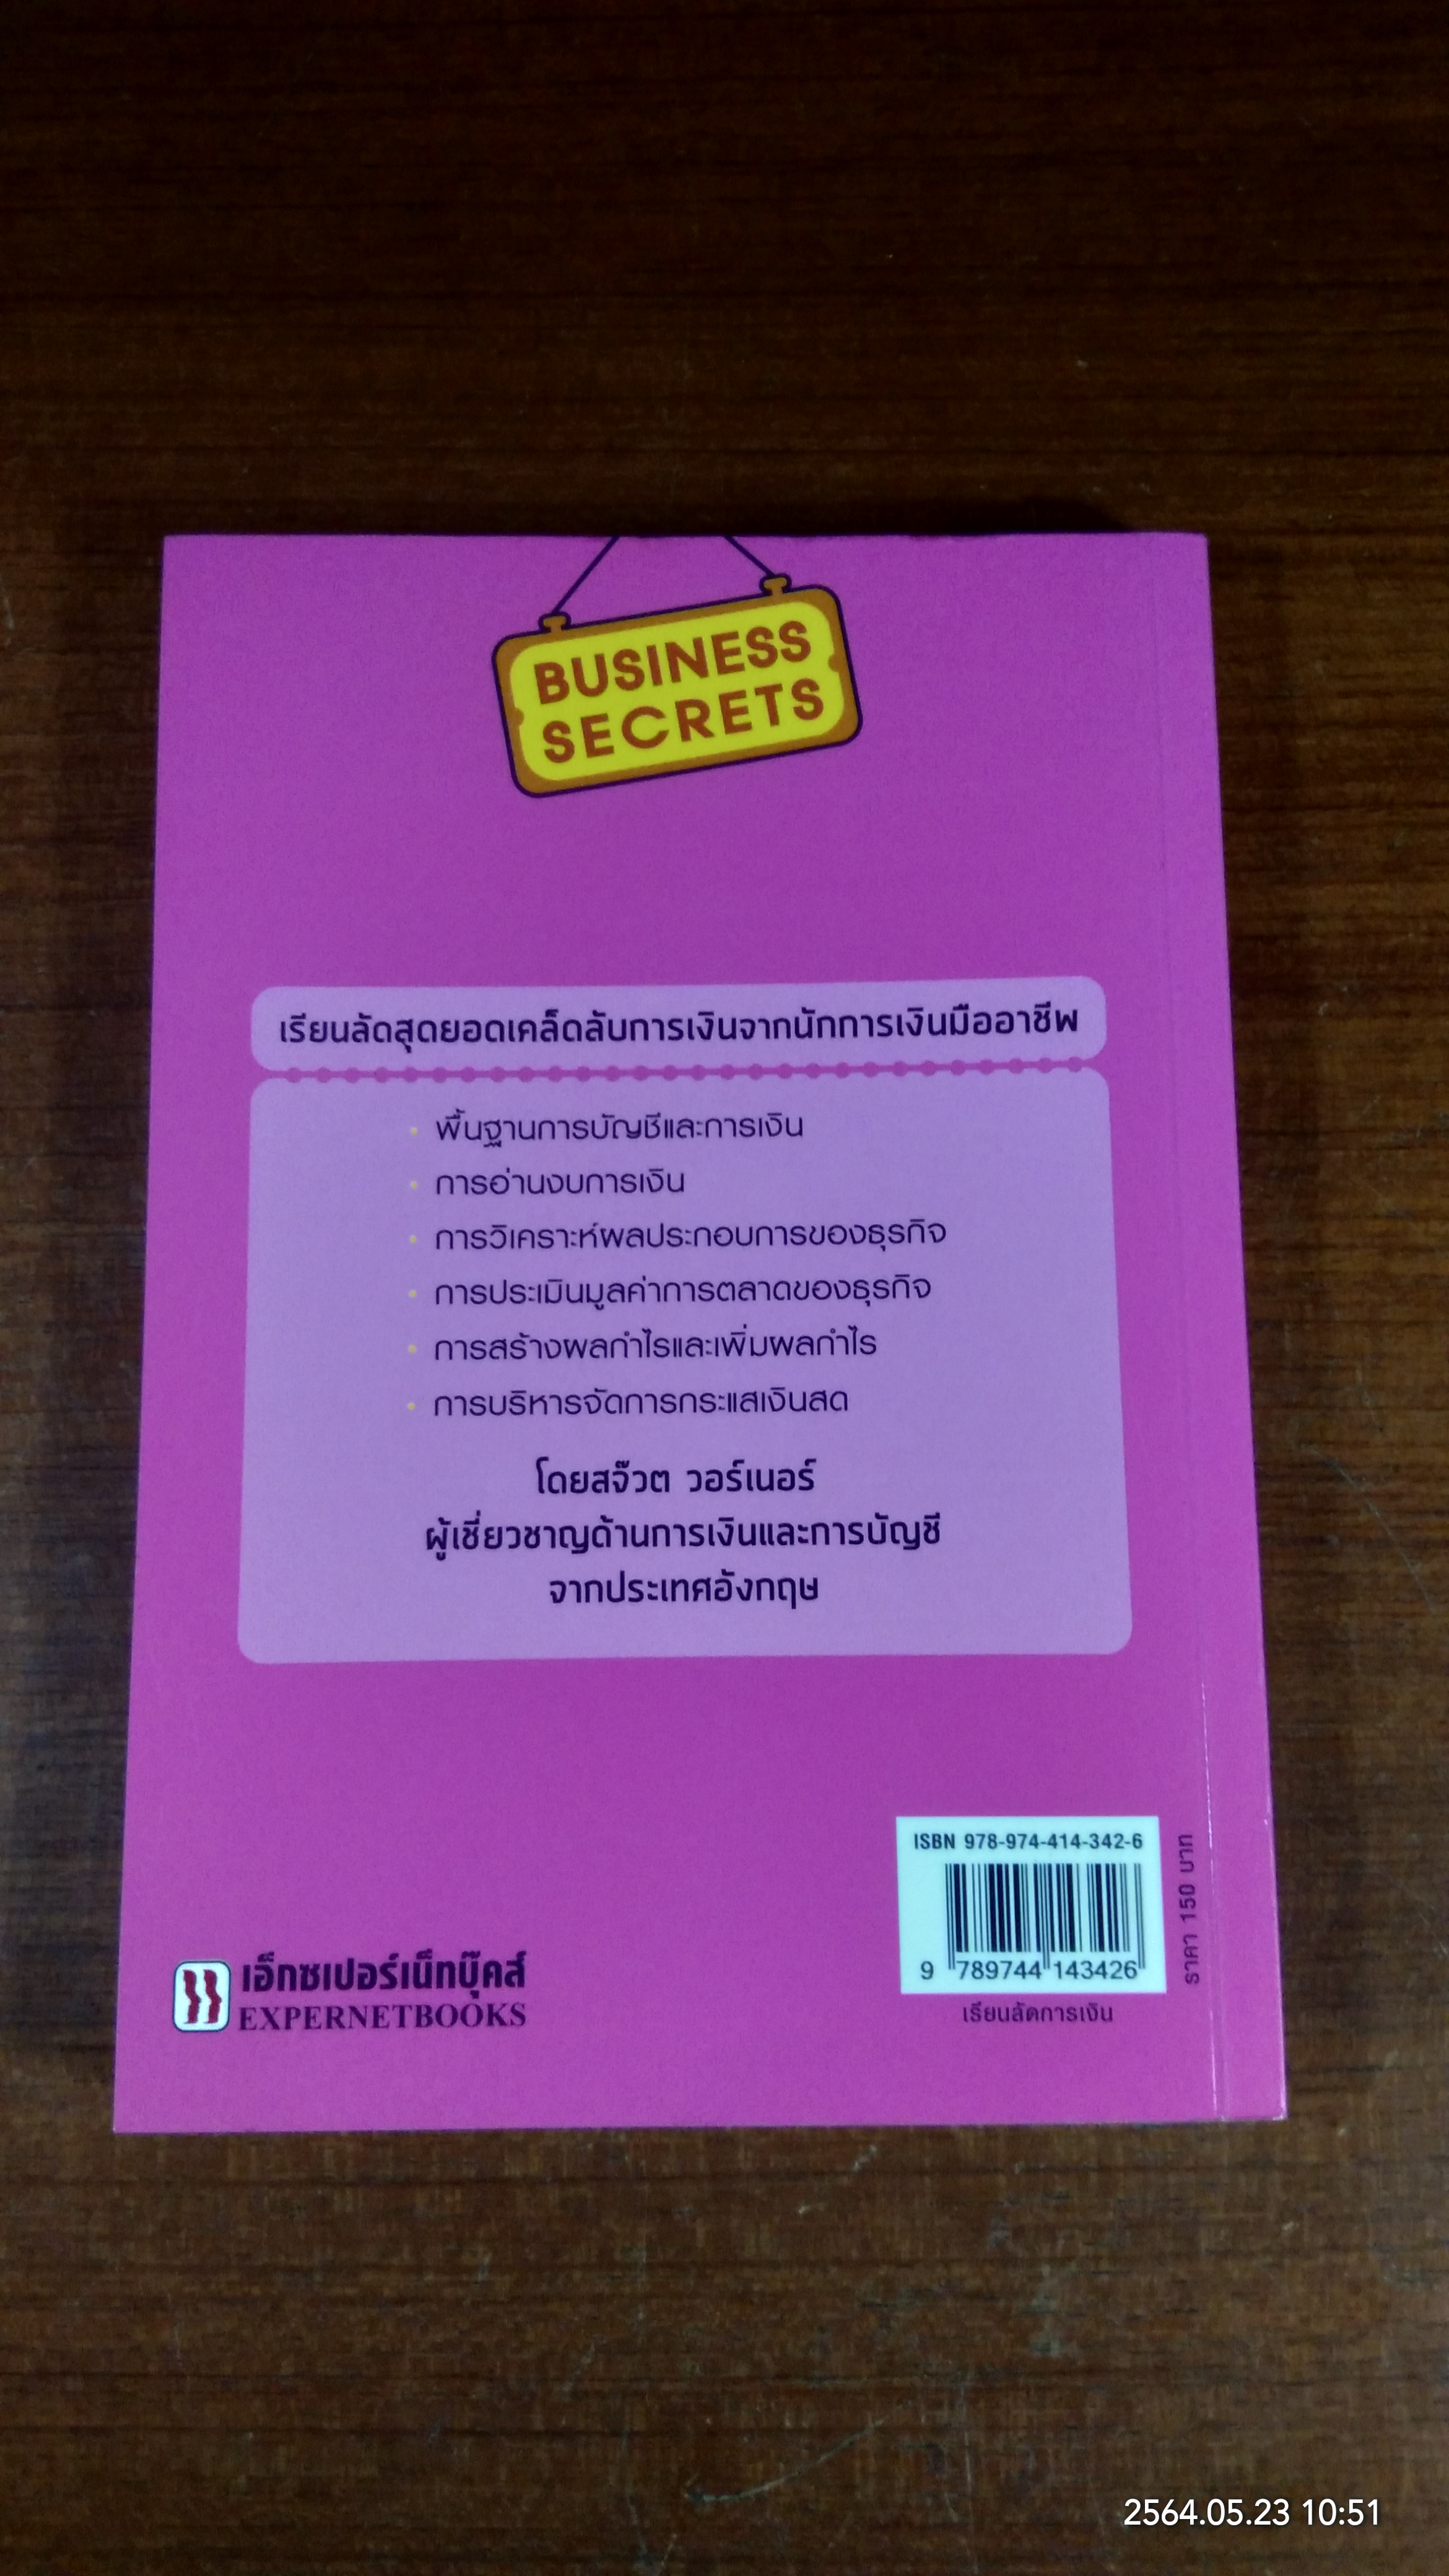 BUSINESS
SECRETS
เรียนลัดสุดยอดเคล็ดลับการเงินจากนักการเงินมืออาชีพ
• พื้นฐานการบัญชีและการเงิน
• การอ่านงบการเงิน
• การวิเคราะห์ผลประกอบการของธุรกิจ
• การประเมินมูลค่าการตลาดของธุรกิจ
• การสร้างผลกำไรและเพิ่มผลกำไร
• การบริหารจัดการกระแสเงินสด
โดยสจ๊วต วอร์เนอร์
ผู้เชี่ยวชาญด้านการเงินและการบัญชี
จากประเทศอังกฤษ
ISBN 978-974-414-342-6
9 789744 143426
เรียนลัดการเงิน
ราคา 150 บาท
เอ็กซเปอร์เน็ทบุ๊คส์
EXPERNETBOOKS
2564.05.23 10:51